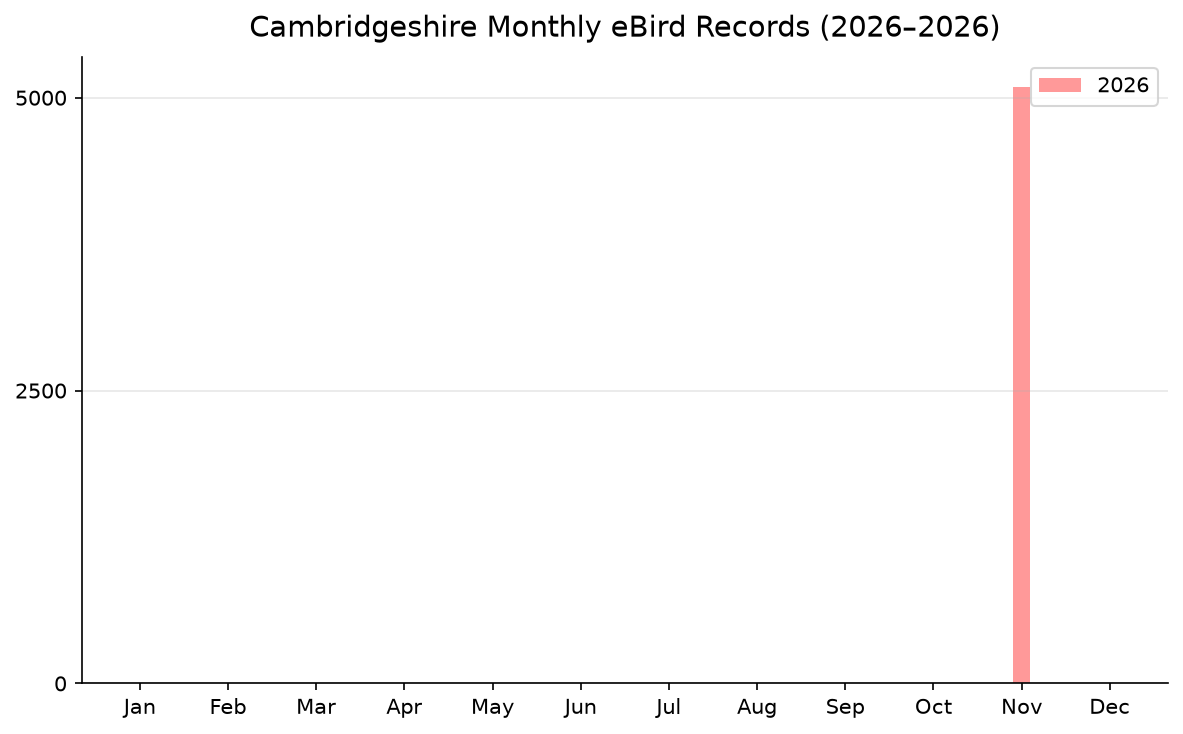 Cambridgeshire Monthly eBird Records (2026–2026)
2026
5000
2500
0
Jan Feb Mar Apr May Jun Jul Aug Sep Oct Nov Dec